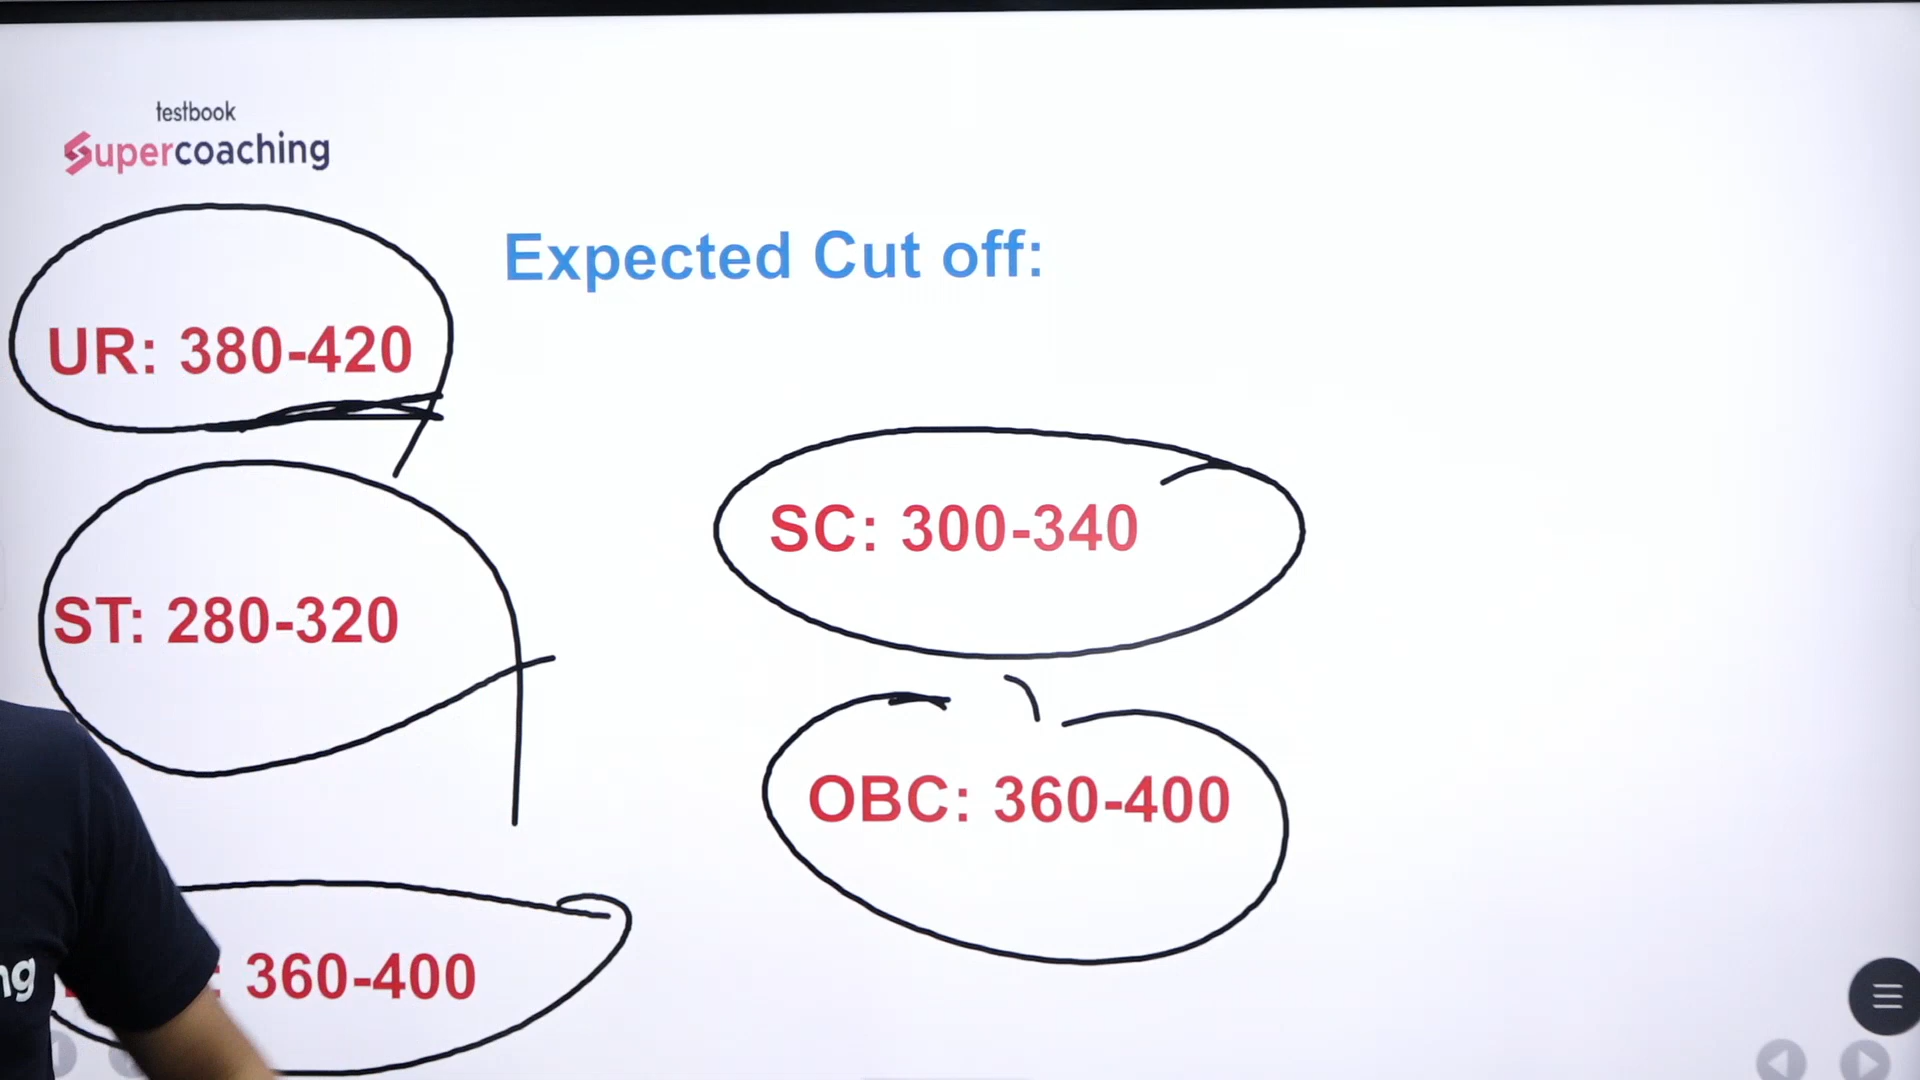 testbook
Supercoaching
Expected Cut off:
UR: 380-420
SC: 300-340
ST: 280-320
OBC: 360-400
: 360-400
ng